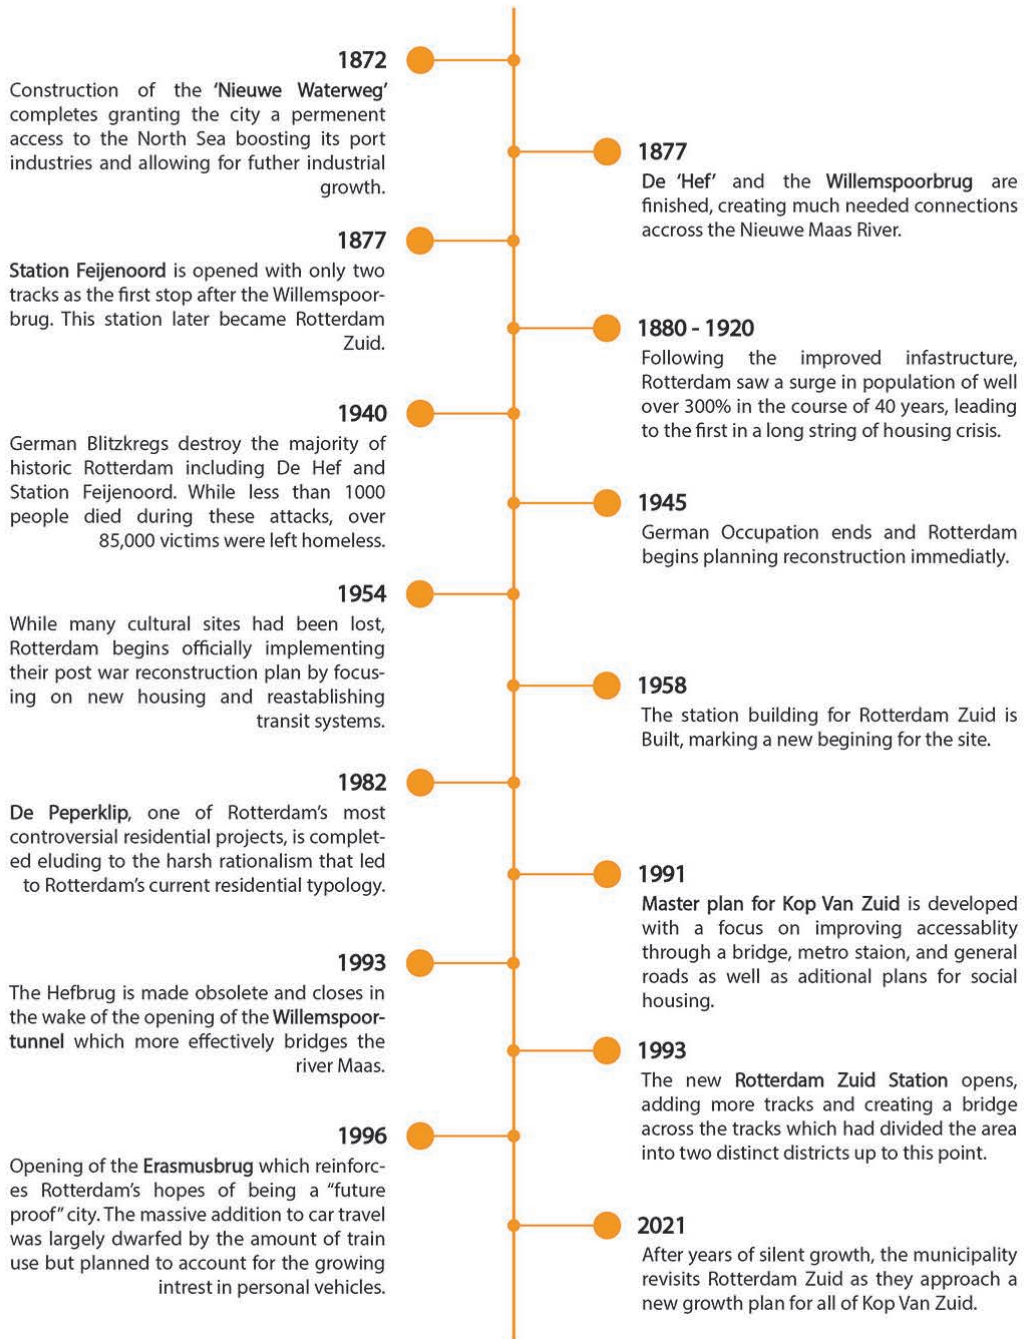 1872
Construction of the ‘Nieuwe Waterweg’
completes granting the city a permenent
access to the North Sea boosting its port
industries and allowing for futher industrial
growth.
1877
De ‘Hef’ and the Willemspoorbrug are
finished, creating much needed connections
accross the Nieuwe Maas River.
1877
Station Feijenoord is opened with only two
tracks as the first stop after the Willemspoor-
brug. This station later became Rotterdam
Zuid.
1880 - 1920
Following the improved infastructure,
Rotterdam saw a surge in population of well
over 300% in the course of 40 years, leading
to the first in a long string of housing crisis.
1940
German Blitzkregs destroy the majority of
historic Rotterdam including De Hef and
Station Feijenoord. While less than 1000
people died during these attacks, over
85,000 victims were left homeless.
1945
German Occupation ends and Rotterdam
begins planning reconstruction immediatly.
1954
While many cultural sites had been lost,
Rotterdam begins officially implementing
their post war reconstruction plan by focus-
ing on new housing and reastablishing
transit systems.
1958
The station building for Rotterdam Zuid is
Built, marking a new begining for the site.
1982
De Peperklip, one of Rotterdam’s most
controversial residential projects, is complet-
ed eluding to the harsh rationalism that led
to Rotterdam’s current residential typology.
1991
Master plan for Kop Van Zuid is developed
with a focus on improving accessablity
through a bridge, metro staion, and general
roads as well as aditional plans for social
housing.
1993
The Hefbrug is made obsolete and closes in
the wake of the opening of the Willemspoor-
tunnel which more effectively bridges the
river Maas.
1993
The new Rotterdam Zuid Station opens,
adding more tracks and creating a bridge
across the tracks which had divided the area
into two distinct districts up to this point.
1996
Opening of the Erasmusbrug which reinforc-
es Rotterdam’s hopes of being a “future
proof” city. The massive addition to car travel
was largely dwarfed by the amount of train
use but planned to account for the growing
intrest in personal vehicles.
2021
After years of silent growth, the municipality
revisits Rotterdam Zuid as they approach a
new growth plan for all of Kop Van Zuid.